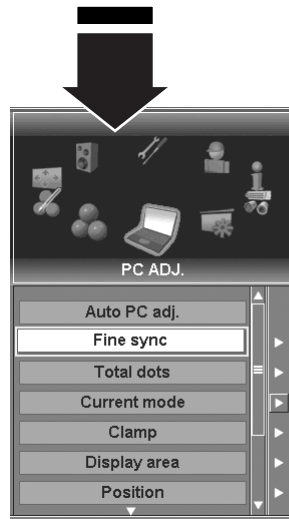 PC ADJ.
Auto PC adj.
Fine sync
Total dots
Current mode
Clamp
Display area
Position